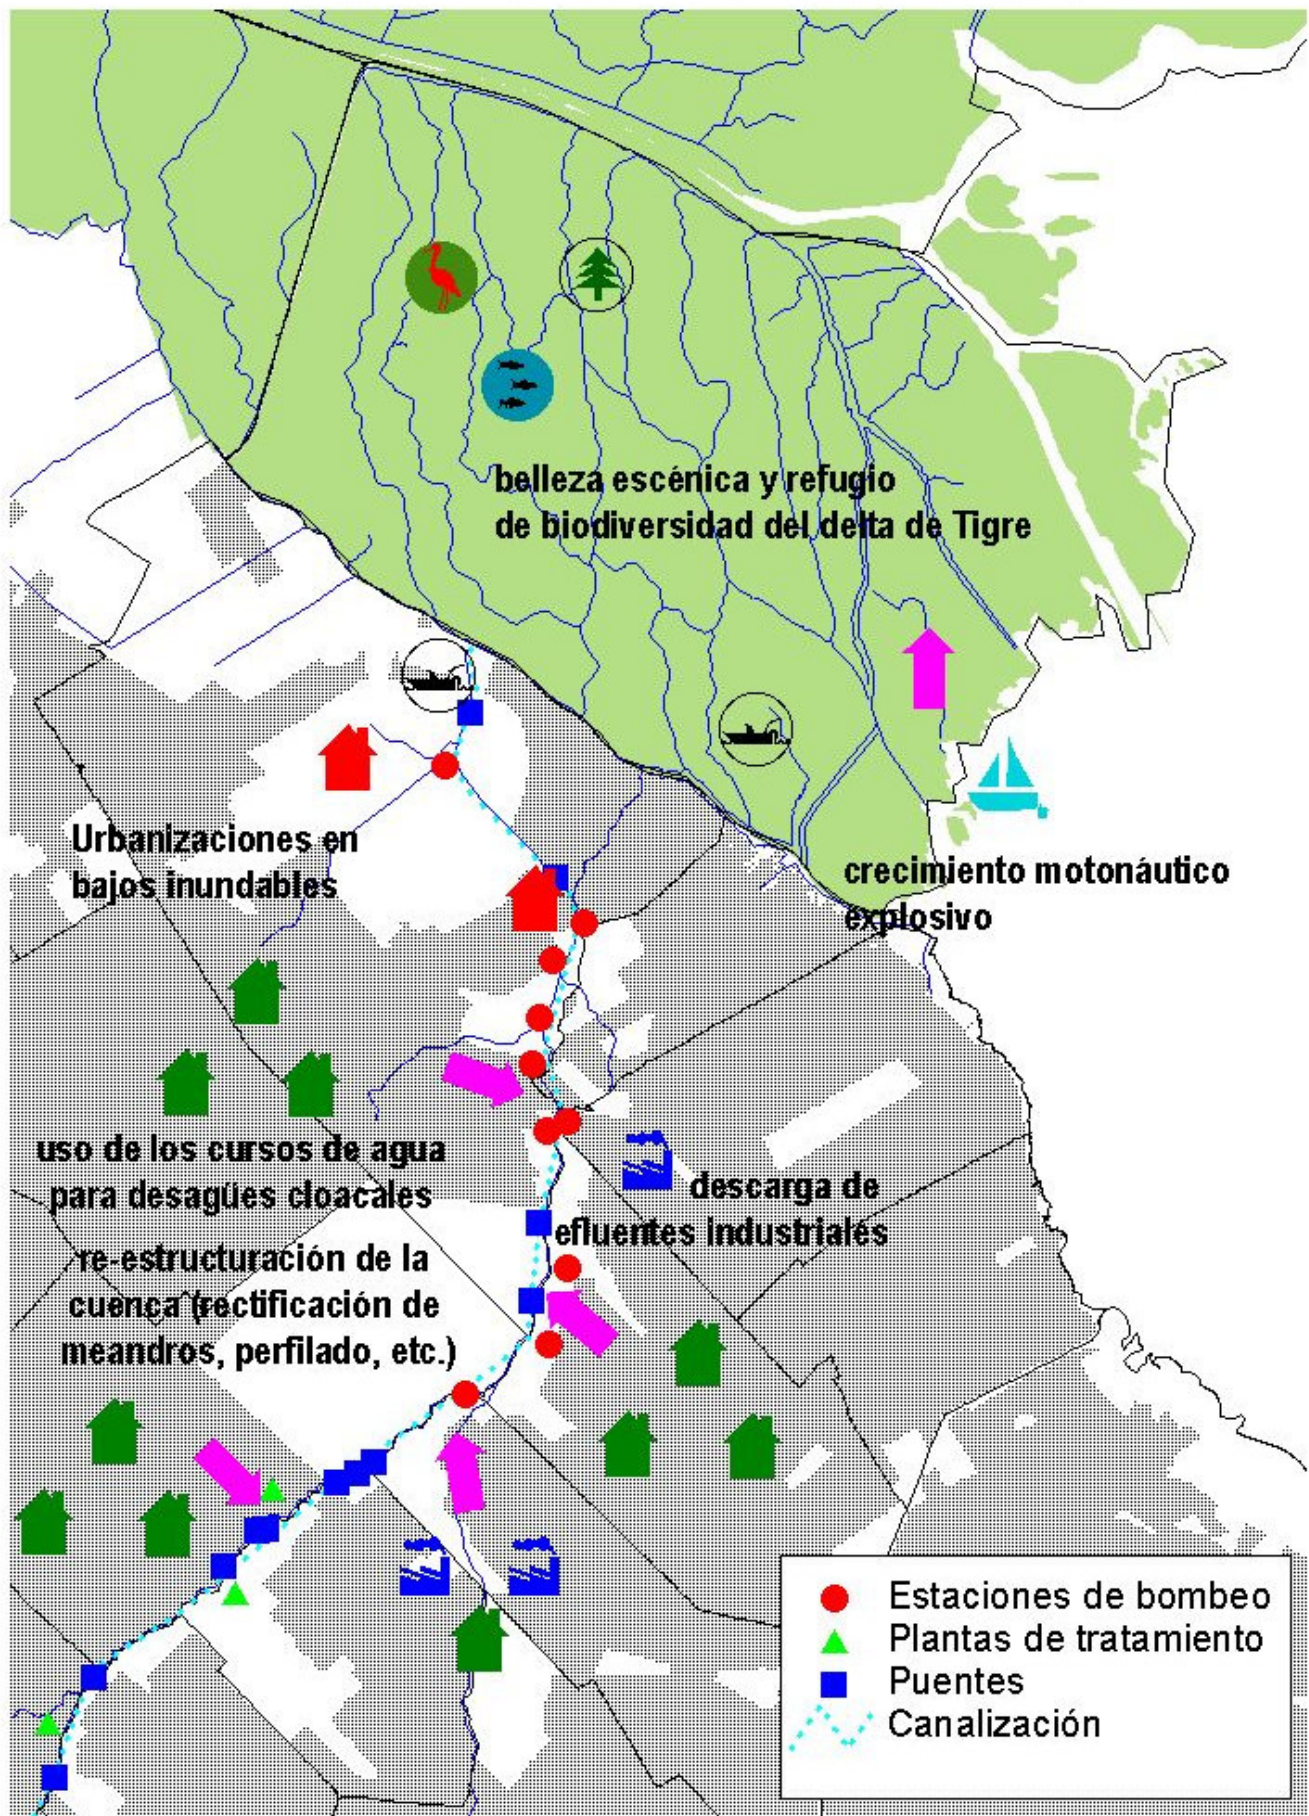 belleza escénica y refugio
de biodiversidad del delta de Tigre
Urbanizaciones en
bajos inundables
crecimiento motonáutico
explosivo
uso de los cursos de agua
para desagües cloacales
descarga de
efluentes industriales
re-estructuración de la
cuenca (rectificación de
meandros, perfilado, etc.)
Estaciones de bombeo
Plantas de tratamiento
Puentes
Canalización